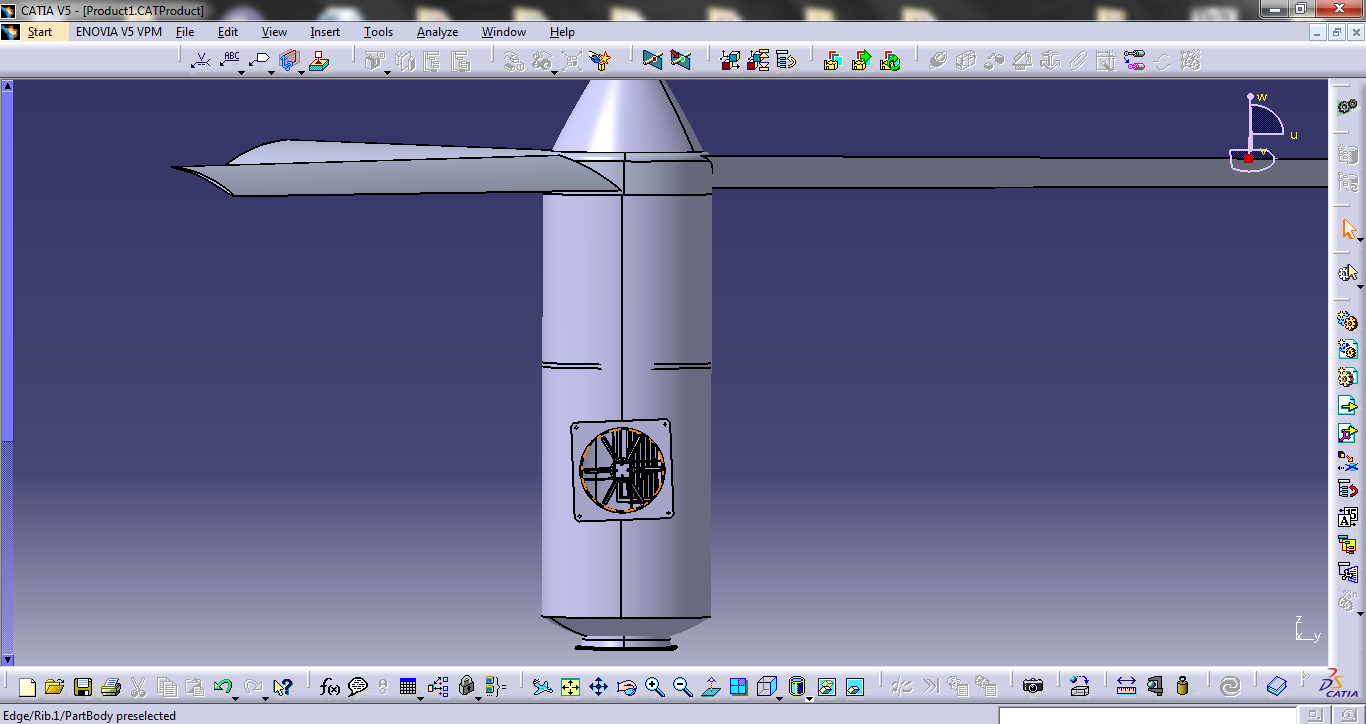 CATIA V5 - [Product1.CATProduct]
Start ENOVIA V5 VPM File Edit View Insert Tools Analyze Window Help
ABC
w
u
v
A
z
x y
f(x)
CATIA
Edge/Rib.1/PartBody preselected